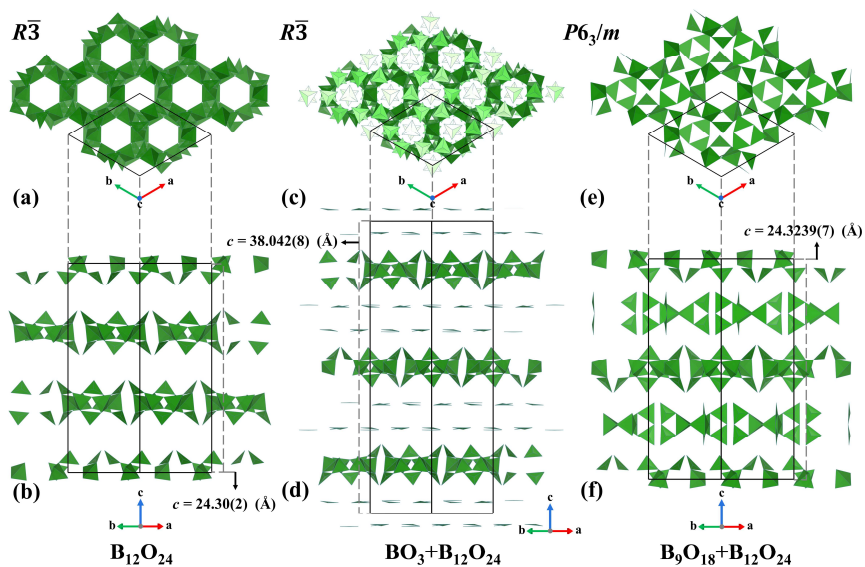 R3̅
R3̅
P6₃/m
b
a
c
b
a
c
b
a
c
(a)
(c)
(e)
c = 38.042(8) (Å)
c = 24.3239(7) (Å)
c = 24.30(2) (Å)
(b)
(d)
(f)
c
b
a
c
b
a
c
b
a
B₁₂O₂₄
BO₃+B₁₂O₂₄
B₉O₁₈+B₁₂O₂₄